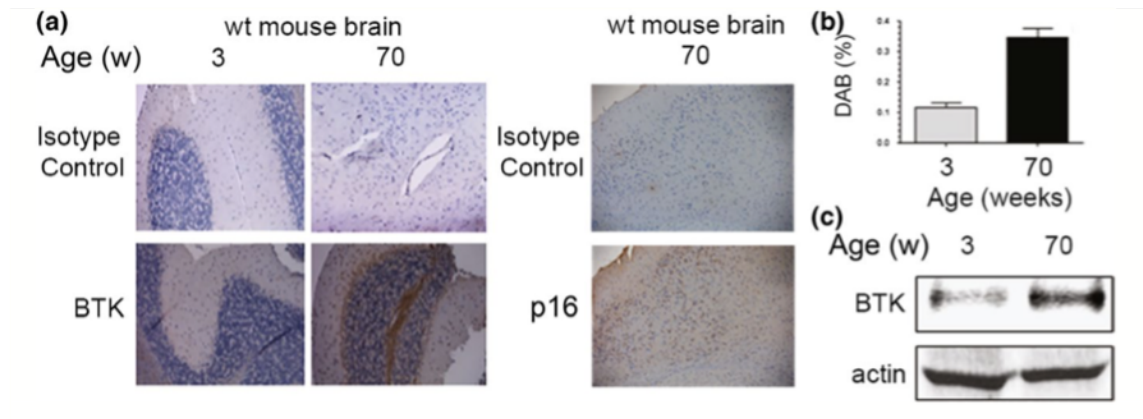 (a)
wt mouse brain
Age (w) 3 70
Isotype
Control
BTK
wt mouse brain
70
Isotype
Control
p16
(b)
DAB (%)
0.4
0.3
0.2
0.1
0.0
3 70
Age (weeks)
(c)
Age (w) 3 70
BTK
actin